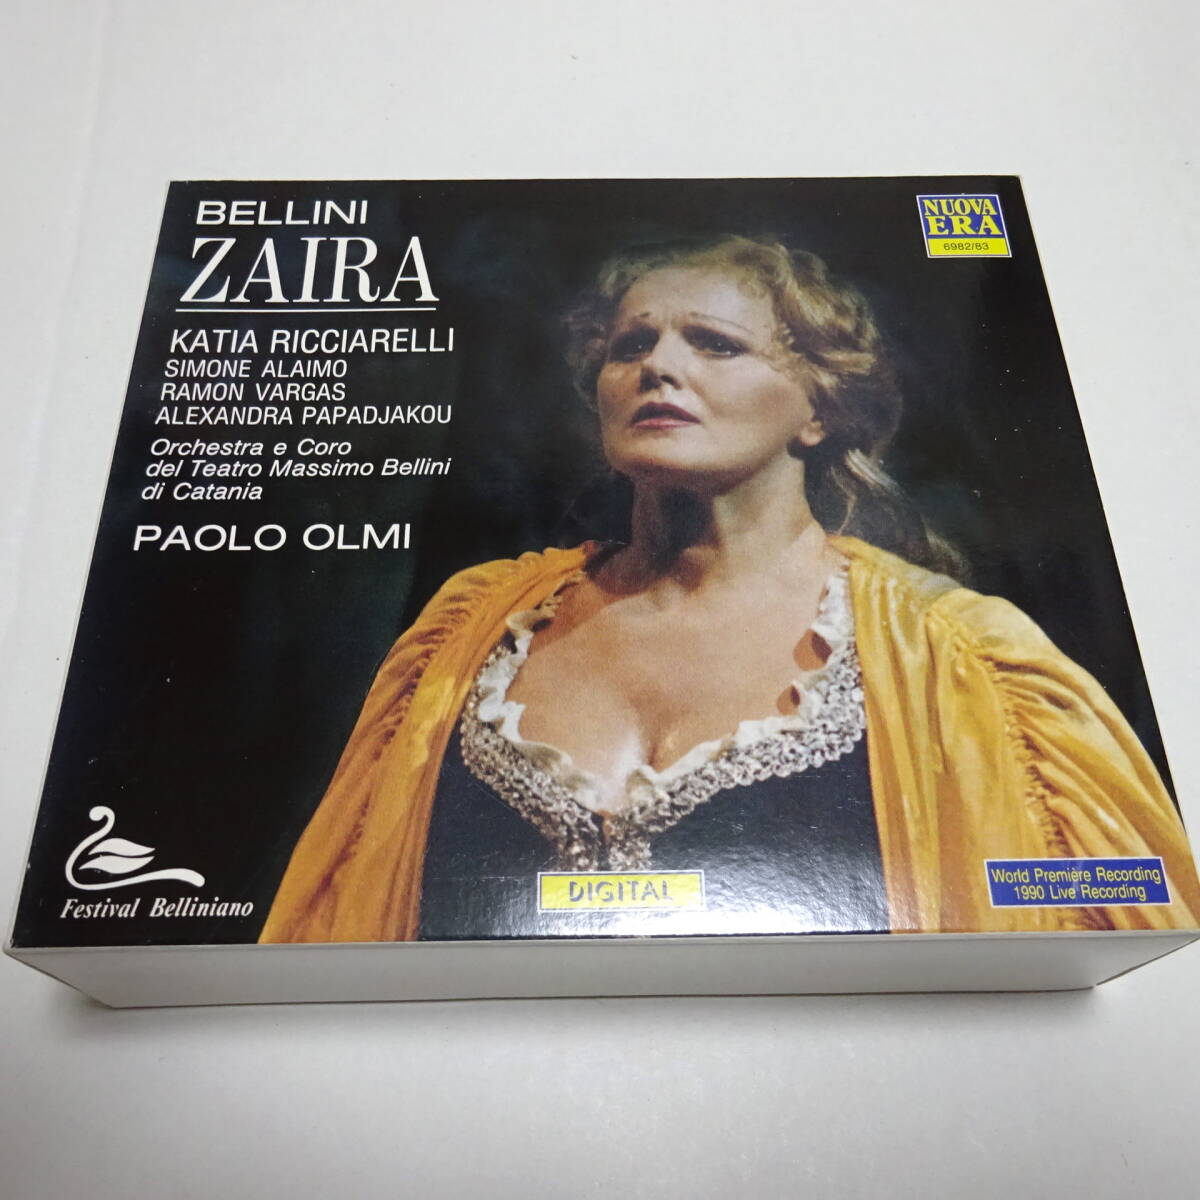 BELLINI
ZAIRA
KATIA RICCIARELLI
SIMONE ALAIMO
RAMON VARGAS
ALEXANDRA PAPADJAKOU
Orchestra e Coro
del Teatro Massimo Bellini
di Catania
PAOLO OLMI
NUOVA
ERA
6982/83
Festival Belliniano
DIGITAL
World Première Recording
1990 Live Recording